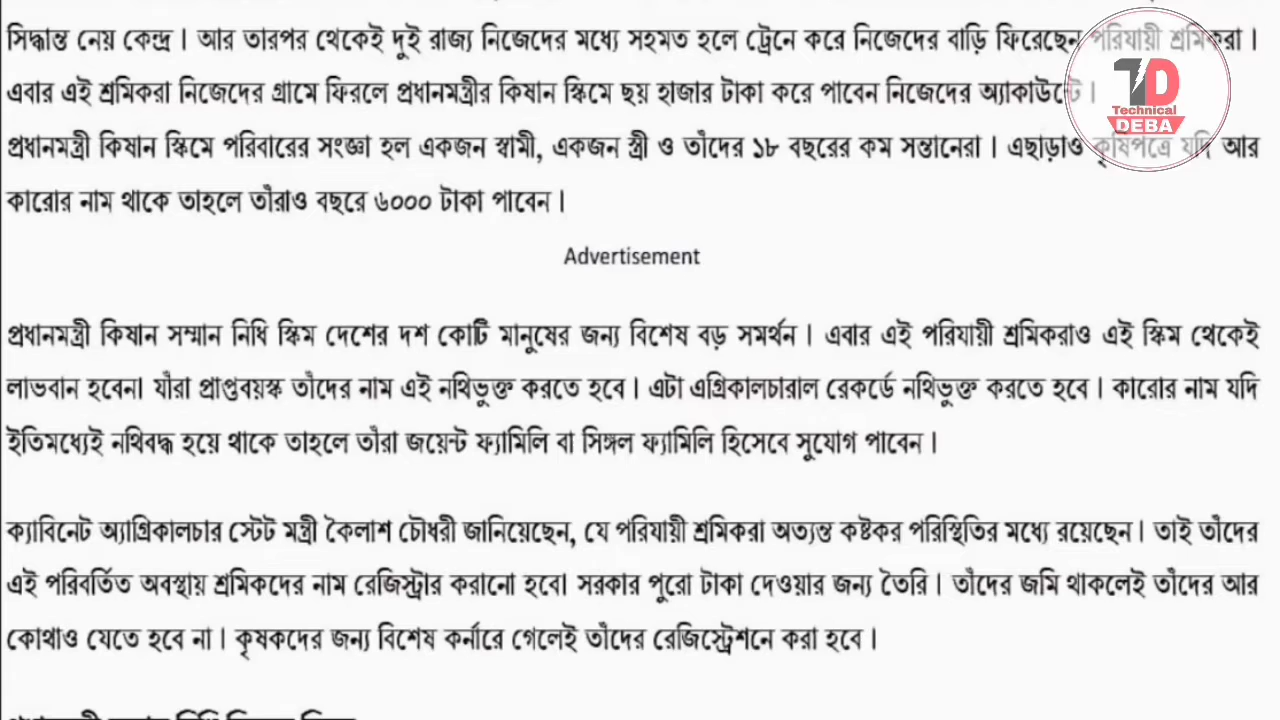 সিদ্ধান্ত নেয় কেন্দ্র। আর তারপর থেকেই দুই রাজ্য নিজেদের মধ্যে সহমত হলে ট্রেনে করে নিজেদের বাড়ি ফিরেছেন পরিযায়ী শ্রমিকরা।
এবার এই শ্রমিকরা নিজেদের গ্রামে ফিরলে প্রধানমন্ত্রীর কিষান স্কিমে ছয় হাজার টাকা করে পাবেন নিজেদের অ্যাকাউন্টে।
Technical
DEBA
প্রধানমন্ত্রী কিষান স্কিমে পরিবারের সংজ্ঞা হল একজন স্বামী, একজন স্ত্রী ও তাঁদের ১৮ বছরের কম সন্তানেরা। এছাড়াও কৃষিপত্রে যদি আর
কারোর নাম থাকে তাহলে তাঁরাও বছরে ৬০০০ টাকা পাবেন।
Advertisement
প্রধানমন্ত্রী কিষান সম্মান নিধি স্কিম দেশের দশ কোটি মানুষের জন্য বিশেষ বড় সমর্থন। এবার এই পরিযায়ী শ্রমিকরাও এই স্কিম থেকেই
লাভবান হবেন। যাঁরা প্রাপ্তবয়স্ক তাঁদের নাম এই নথিভুক্ত করতে হবে। এটা এগ্রিকালচারাল রেকর্ডে নথিভুক্ত করতে হবে। কারোর নাম যদি
ইতিমধ্যেই নথিবদ্ধ হয়ে থাকে তাহলে তাঁরা জয়েন্ট ফ্যামিলি বা সিঙ্গল ফ্যামিলি হিসেবে সুযোগ পাবেন।
ক্যাবিনেট অ্যাগ্রিকালচার স্টেট মন্ত্রী কৈলাশ চৌধরী জানিয়েছেন, যে পরিযায়ী শ্রমিকরা অত্যন্ত কষ্টকর পরিস্থিতির মধ্যে রয়েছেন। তাই তাঁদের
এই পরিবর্তিত অবস্থায় শ্রমিকদের নাম রেজিস্ট্রার করানো হবে। সরকার পুরো টাকা দেওয়ার জন্য তৈরি। তাঁদের জমি থাকলেই তাঁদের আর
কোথাও যেতে হবে না। কৃষকদের জন্য বিশেষ কর্নারে গেলেই তাঁদের রেজিস্ট্রেশনে করা হবে।